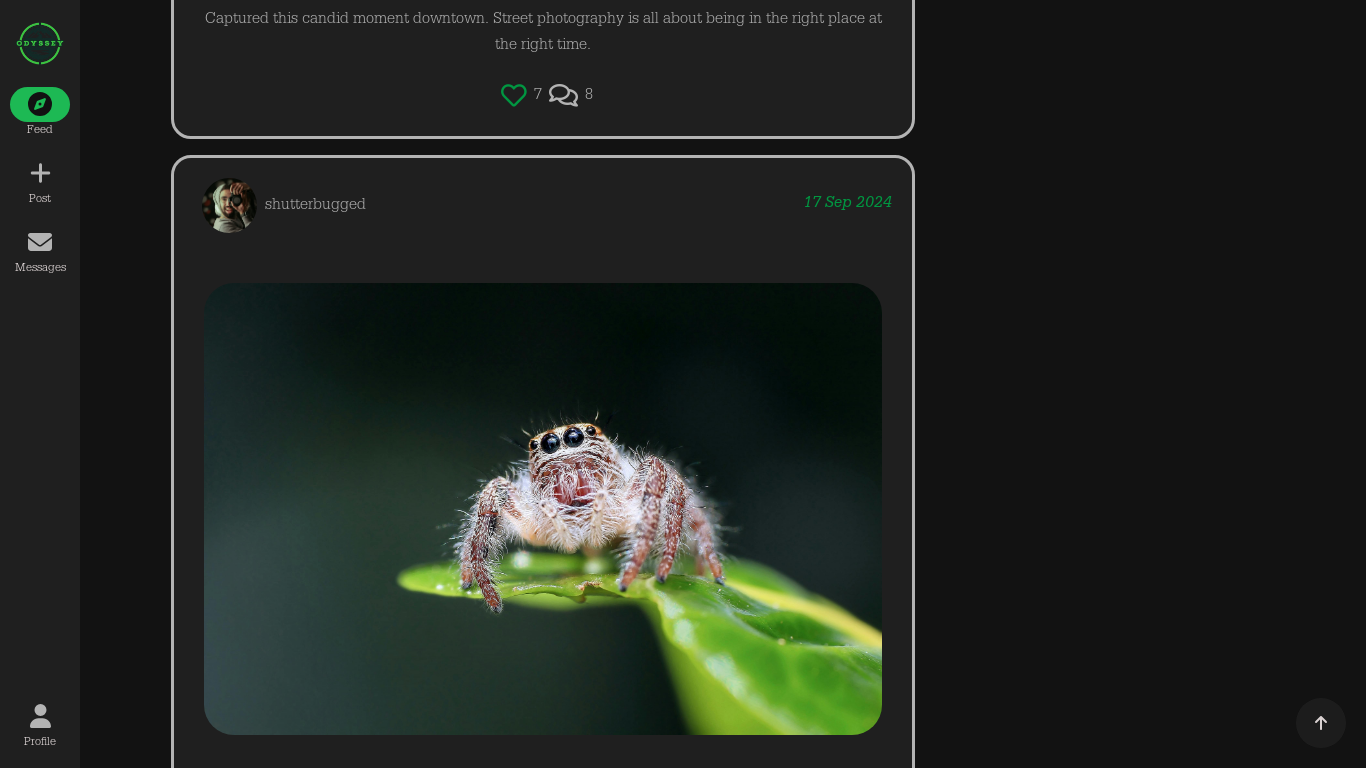 ODYSSEY
Feed
Post
Messages
Profile
Captured this candid moment downtown. Street photography is all about being in the right place at
the right time.
7 8
shutterbugged
17 Sep 2024